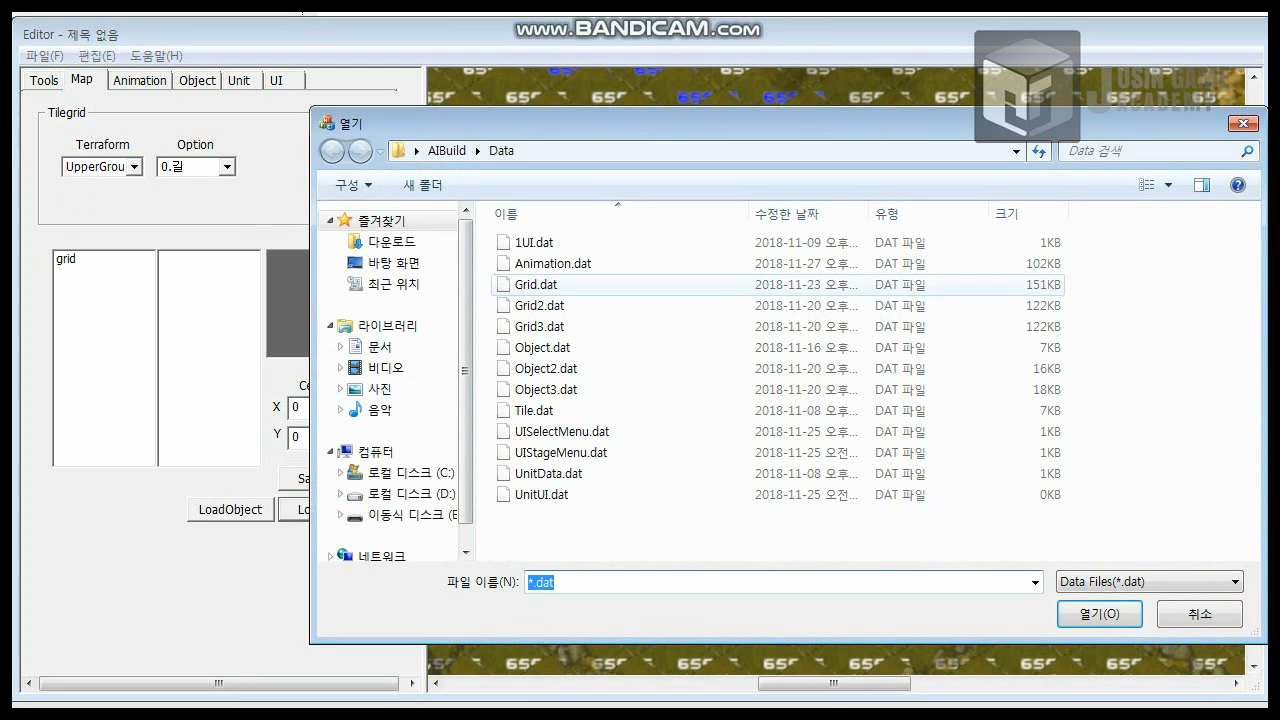 www.BANDICAM.com
Editor - 제목 없음
파일(F) 편집(E) 도움말(H)
Tools Map Animation Object Unit UI
Tilegrid
Terraform Option
UpperGrou 0.길
grid
X 0
Y 0
LoadObject
열기
AIBuild Data
Data 검색
구성 새 폴더
즐겨찾기
다운로드
바탕 화면
최근 위치
라이브러리
문서
비디오
사진
음악
컴퓨터
로컬 디스크 (C:)
로컬 디스크 (D:)
이동식 디스크 (E
네트워크
이름 수정한 날짜 유형 크기
1UI.dat 2018-11-09 오후... DAT 파일 1KB
Animation.dat 2018-11-27 오후... DAT 파일 102KB
Grid.dat 2018-11-23 오후... DAT 파일 151KB
Grid2.dat 2018-11-20 오후... DAT 파일 122KB
Grid3.dat 2018-11-20 오후... DAT 파일 122KB
Object.dat 2018-11-16 오후... DAT 파일 7KB
Object2.dat 2018-11-20 오후... DAT 파일 16KB
Object3.dat 2018-11-20 오후... DAT 파일 18KB
Tile.dat 2018-11-08 오후... DAT 파일 7KB
UISelectMenu.dat 2018-11-25 오후... DAT 파일 1KB
UIStageMenu.dat 2018-11-25 오전... DAT 파일 1KB
UnitData.dat 2018-11-08 오후... DAT 파일 1KB
UnitUI.dat 2018-11-25 오전... DAT 파일 0KB
파일 이름(N): *.dat Data Files(*.dat)
열기(O) 취소